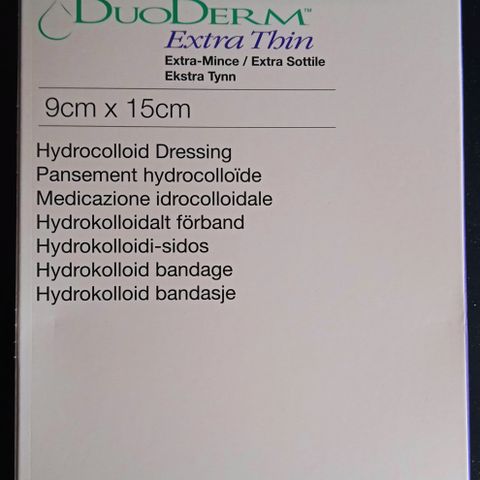 DUODERM™
Extra Thin
Extra-Mince / Extra Sottile
Ekstra Tynn
9cm x 15cm
Hydrocolloid Dressing
Pansement hydrocolloïde
Medicazione idrocolloidale
Hydrokolloidalt förband
Hydrokolloidi-sidos
Hydrokolloid bandage
Hydrokolloid bandasje